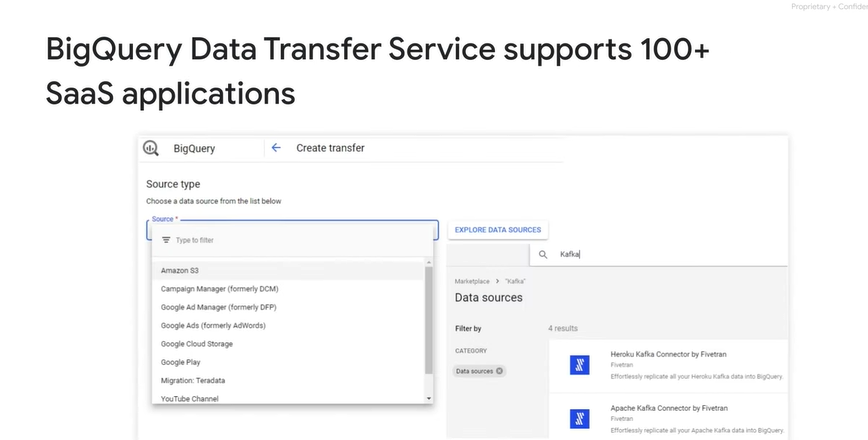 Proprietary + Confiden
BigQuery Data Transfer Service supports 100+
SaaS applications
BigQuery
Create transfer
Source type
Choose a data source from the list below
Source *
Type to filter
Amazon S3
Campaign Manager (formerly DCM)
Google Ad Manager (formerly DFP)
Google Ads (formerly AdWords)
Google Cloud Storage
Google Play
Migration: Teradata
YouTube Channel
EXPLORE DATA SOURCES
Kafka
Marketplace > "Kafka"
Data sources
Filter by
4 results
CATEGORY
Data sources
Heroku Kafka Connector by Fivetran
Fivetran
Effortlessly replicate all your Heroku Kafka data into BigQuery.
Apache Kafka Connector by Fivetran
Fivetran
Effortlessly replicate all your Apache Kafka data into BigQuery.